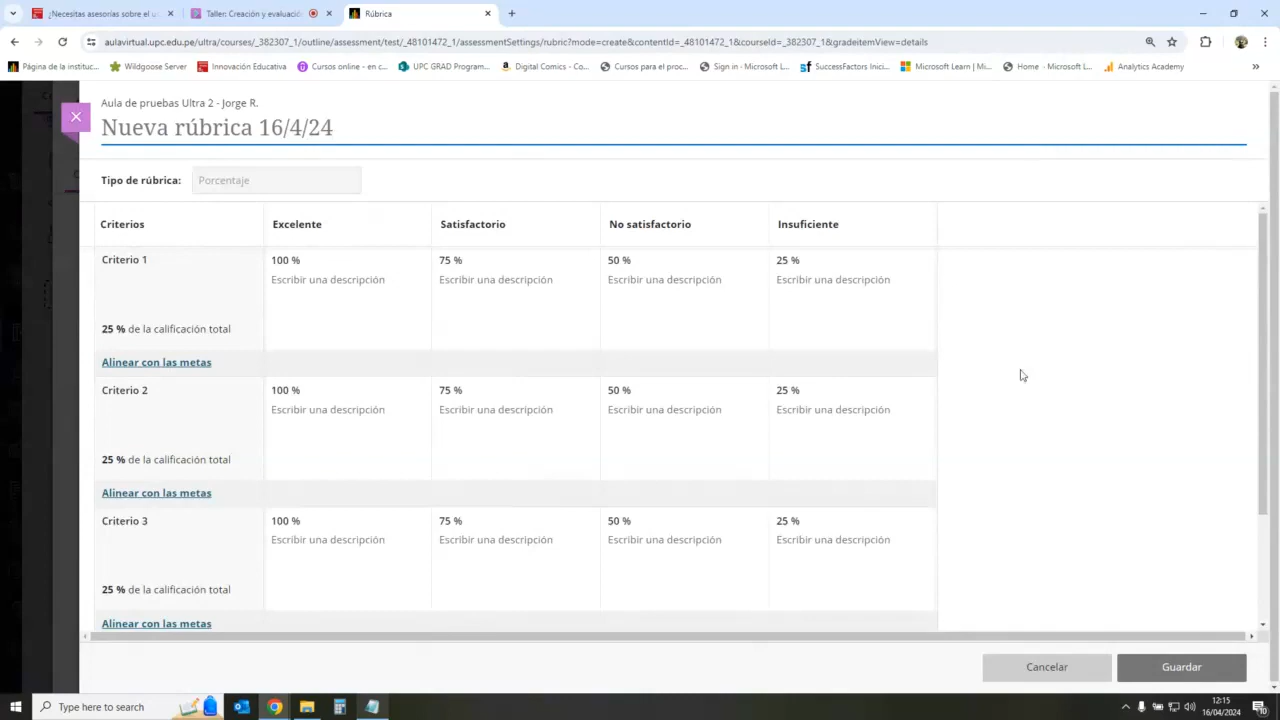 ¿Necesitas asesorías sobre el u
Taller: Creación y evaluació
Rúbrica
aulavirtual.upc.edu.pe/ultra/courses/_382307_1/outline/assessment/test/_48101472_1/assessmentSettings/rubric?mode=create&contentId=_48101472_1&courseId=_382307_1&gradeitemView=details
Página de la instituc...
Wildgoose Server
Innovación Educativa
Cursos online - en c...
UPC GRAD Program...
Digital Comics - Co...
Cursos para el proc...
Sign in - Microsoft L...
SuccessFactors Inici...
Microsoft Learn | Mi...
Home - Microsoft L...
Analytics Academy
Aula de pruebas Ultra 2 - Jorge R.
Nueva rúbrica 16/4/24
Tipo de rúbrica: Porcentaje
Criterios Excelente Satisfactorio No satisfactorio Insuficiente
Criterio 1 100 % 75 % 50 % 25 %
Escribir una descripción Escribir una descripción Escribir una descripción Escribir una descripción
25 % de la calificación total
Alinear con las metas
Criterio 2 100 % 75 % 50 % 25 %
Escribir una descripción Escribir una descripción Escribir una descripción Escribir una descripción
25 % de la calificación total
Alinear con las metas
Criterio 3 100 % 75 % 50 % 25 %
Escribir una descripción Escribir una descripción Escribir una descripción Escribir una descripción
25 % de la calificación total
Alinear con las metas
Cancelar Guardar
Type here to search
12:15
16/04/2024